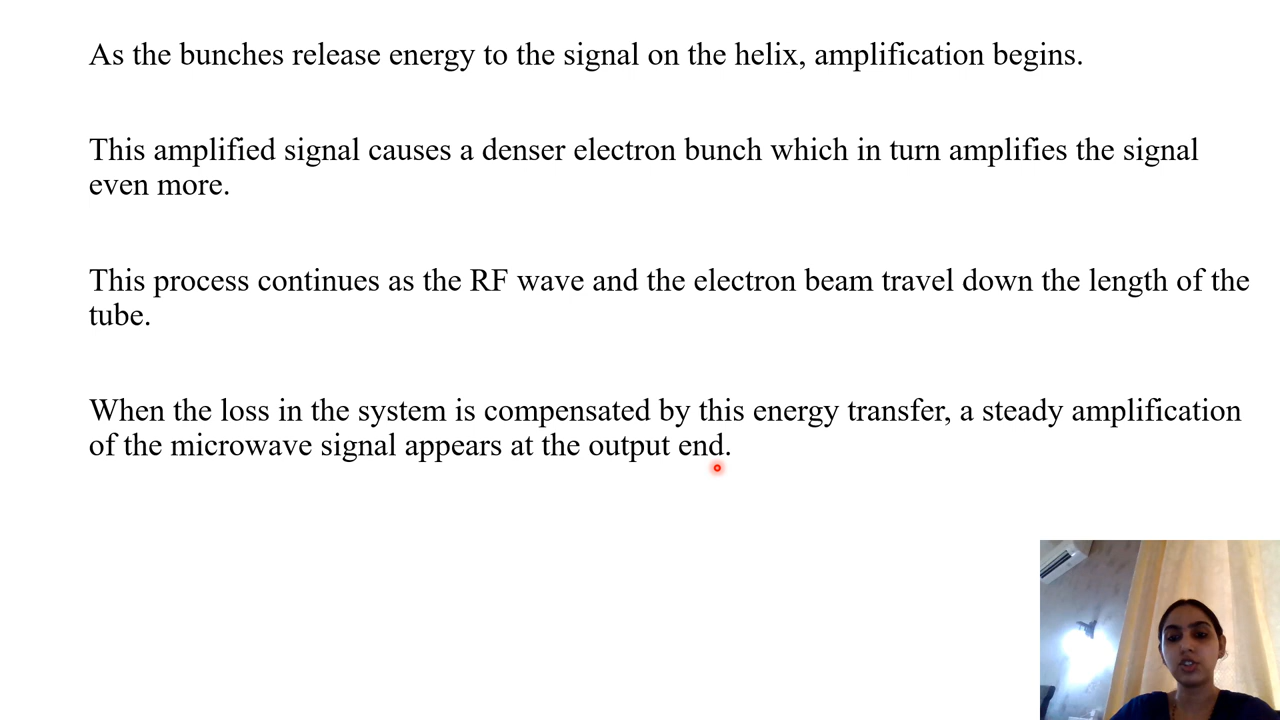 As the bunches release energy to the signal on the helix, amplification begins.
This amplified signal causes a denser electron bunch which in turn amplifies the signal
even more.
This process continues as the RF wave and the electron beam travel down the length of the
tube.
When the loss in the system is compensated by this energy transfer, a steady amplification
of the microwave signal appears at the output end.